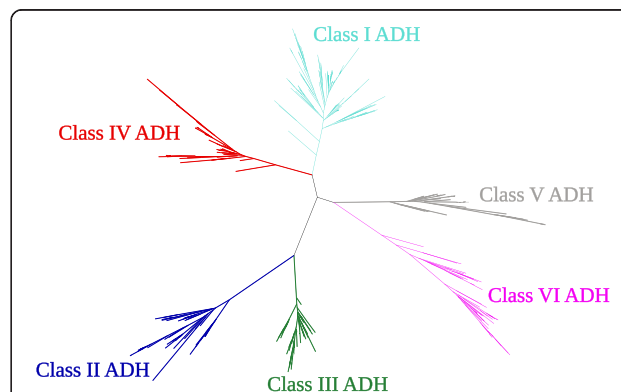 Class I ADH
Class IV ADH
Class V ADH
Class VI ADH
Class II ADH
Class III ADH